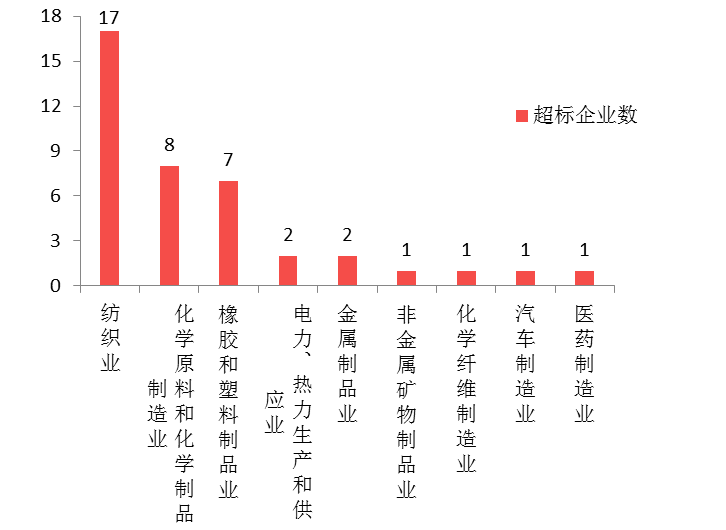 18
15
12
9
6
3
0
17
8
7
2
2
1
1
1
1
超标企业数
纺织业
化学原料和化学制品
制造业
橡胶和塑料制品业
电力、热力生产和供
应业
金属制品业
非金属矿物制品业
化学纤维制造业
汽车制造业
医药制造业